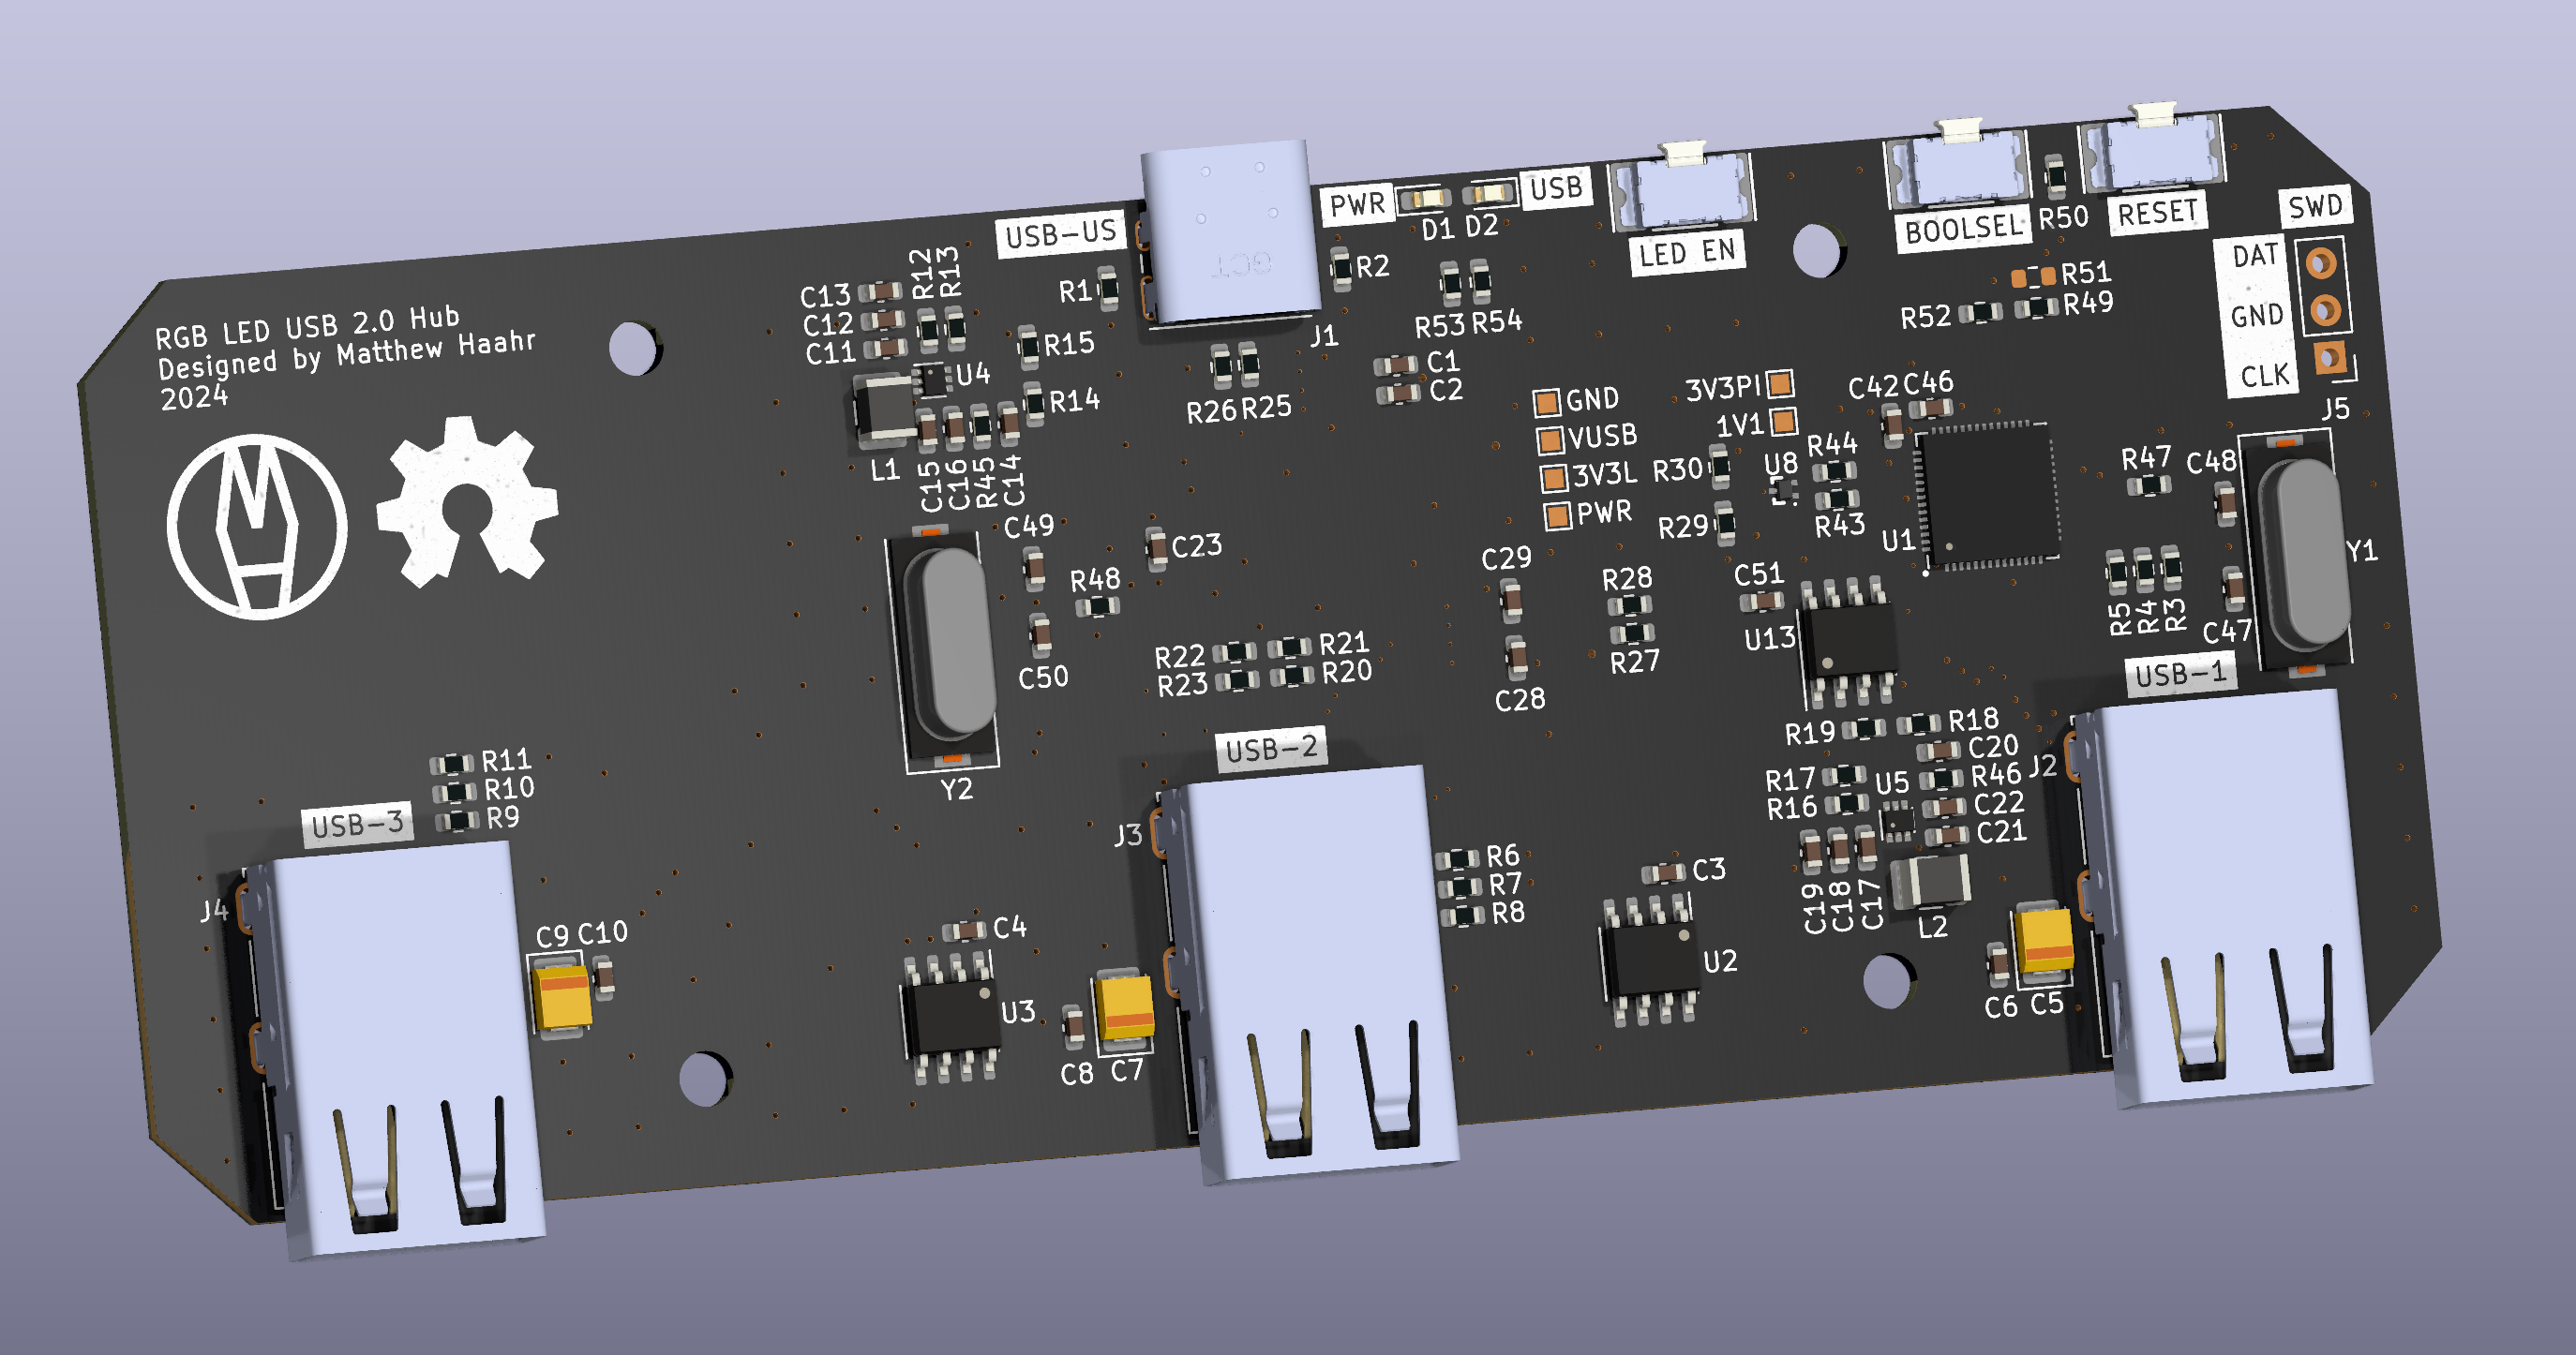 RGB LED USB 2.0 Hub
Designed by Matthew Haahr
2024
USB-US
GCT
J1
PWR
D1
D2
USB
LED EN
BOOLSEL
R50
RESET
SWD
DAT
GND
CLK
J5
R1
R2
R53
R54
R51
R52
R49
C13
C12
C11
R12
R13
R15
U4
R14
L1
C15
C16
R45
C14
R26
R25
C1
C2
GND
VUSB
3V3L
PWR
3V3PI
1V1
C42
C46
R30
U8
R44
R29
R43
U1
R47
C48
Y1
C49
C23
R48
C50
Y2
C29
C28
R28
R27
C51
U13
R5
R4
R3
C47
R22
R21
R23
R20
USB-1
R19
R18
C20
R17
U5
R46
J2
R16
C22
C21
C19
C18
C17
L2
C6
C5
USB-2
J3
R6
R7
R8
C3
U2
R11
R10
R9
USB-3
J4
C9
C10
C4
U3
C8
C7